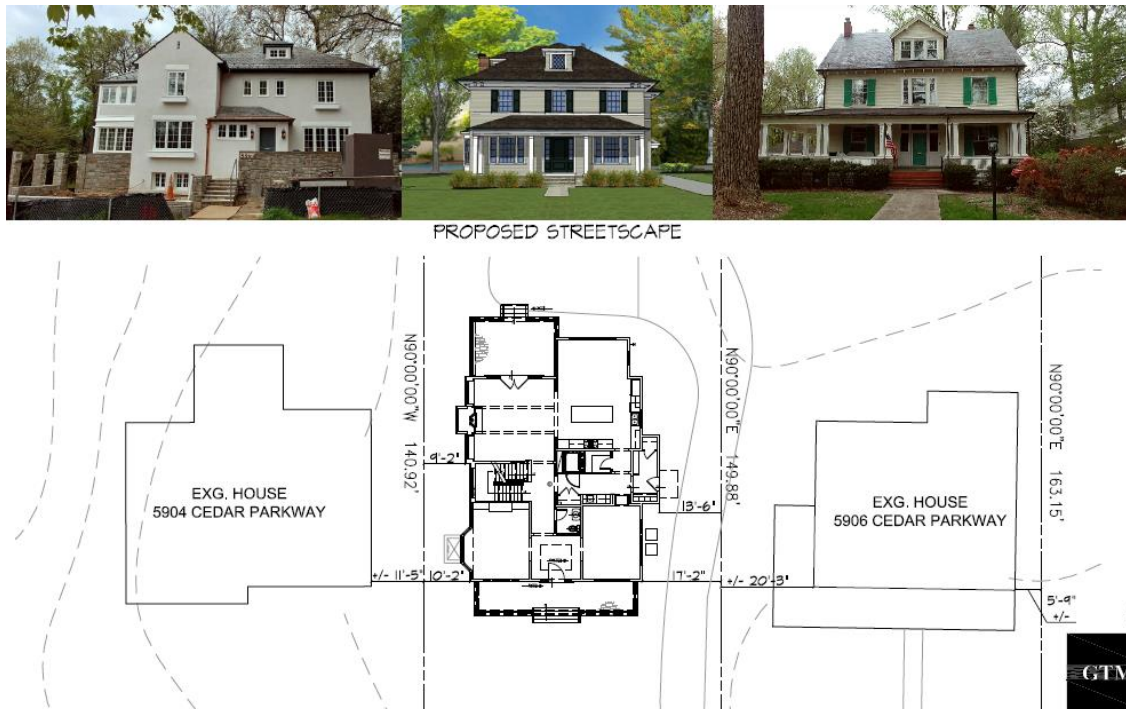 PROPOSED STREETSCAPE
N90°00'00"W 140.92'
N90°00'00"E 149.88'
N90°00'00"E 163.15'
9'-2"
EXG. HOUSE
5904 CEDAR PARKWAY
13'-6"
EXG. HOUSE
5906 CEDAR PARKWAY
+/- 11'-5" 10'-2" 17'-2" +/- 20'-3"
5'-9"
+/-
GTM